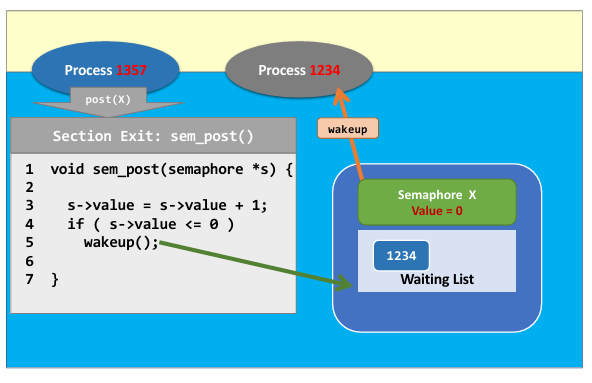 Process 1357
Process 1234
post(X)
Section Exit: sem_post()
wakeup
1 void sem_post(semaphore *s) {
2
3 s->value = s->value + 1;
4 if ( s->value <= 0 )
5 wakeup();
6
7 }
Semaphore X
Value = 0
1234
Waiting List